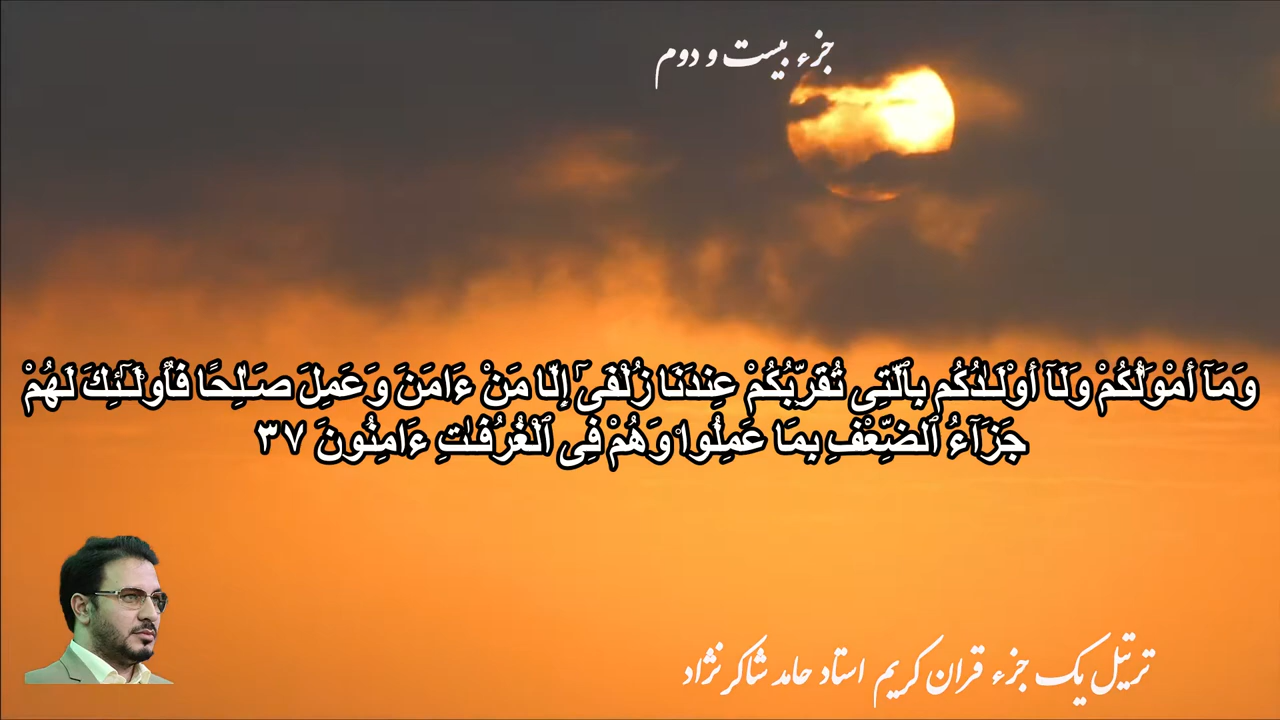 جزء بیست و دوم
وَمَآ أَمْوَٰلُكُمْ وَلَآ أَوْلَـٰدُكُم بِٱلَّتِى تُقَرِّبُكُمْ عِندَنَا زُلْفَىٰٓ إِلَّا مَنْ ءَامَنَ وَعَمِلَ صَـٰلِحًا فَأُو۟لَـٰٓئِكَ لَهُمْ
جَزَآءُ ٱلضِّعْفِ بِمَا عَمِلُوا۟ وَهُمْ فِى ٱلْغُرُفَـٰتِ ءَامِنُونَ ٣٧
ترتیل یک جزء قران کریم استاد حامد شاکرنژاد